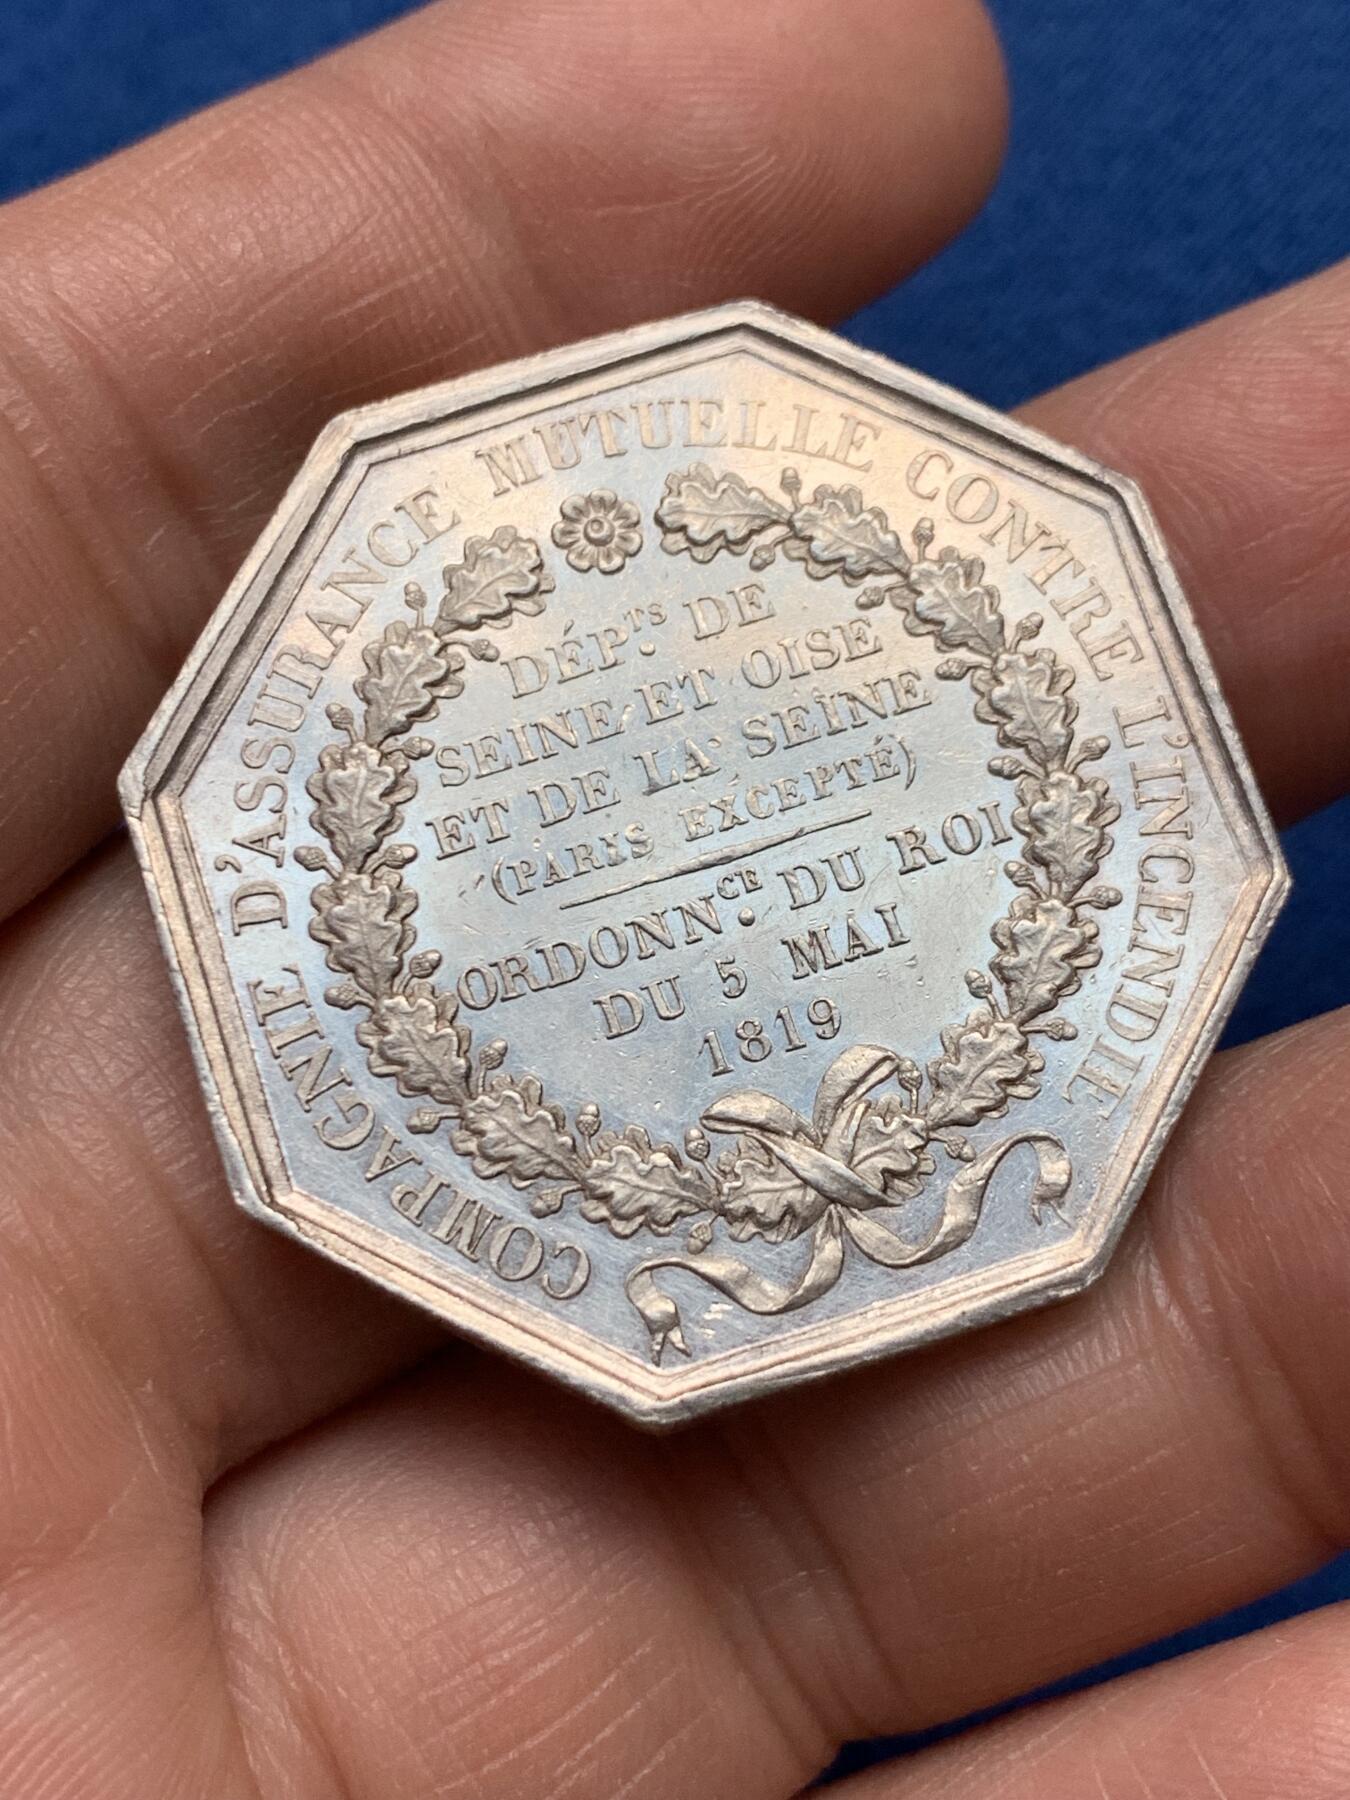 COMPAGNIE D'ASSURANCE MUTUELLE CONTRE L'INCENDIE
DÉPTS. DE
SEINE ET OISE
ET DE LA SEINE
(PARIS EXCEPTÉ)
ORDONNCE. DU ROI
DU 5 MAI
1819